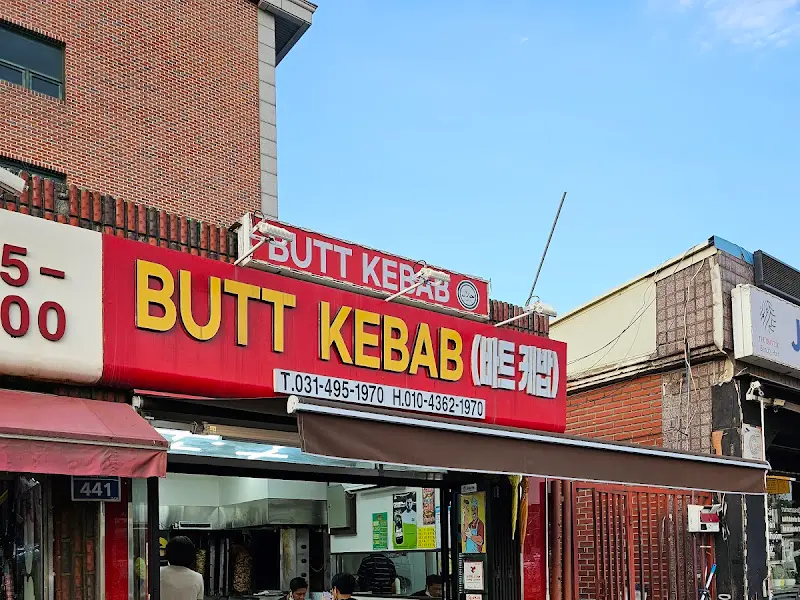 5-
00
BUTT KEBAB
BUTT KEBAB
(바트 케밥)
T.031-495-1970 H.010-4362-1970
441
J